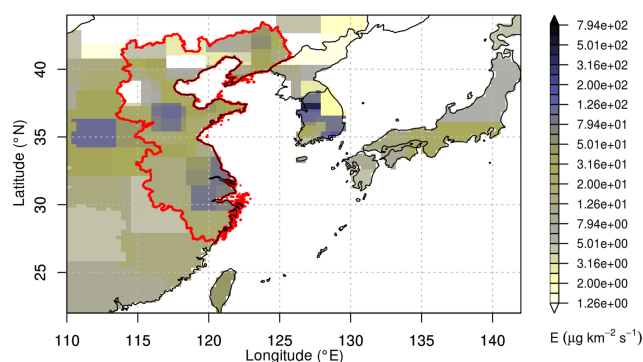 40
35
30
25
Latitude (° N)
110
115
120
125
130
135
140
Longitude (°E)
7.94e+02
5.01e+02
3.16e+02
2.00e+02
1.26e+02
7.94e+01
5.01e+01
3.16e+01
2.00e+01
1.26e+01
7.94e+00
5.01e+00
3.16e+00
2.00e+00
1.26e+00
E (μg km⁻² s⁻¹)